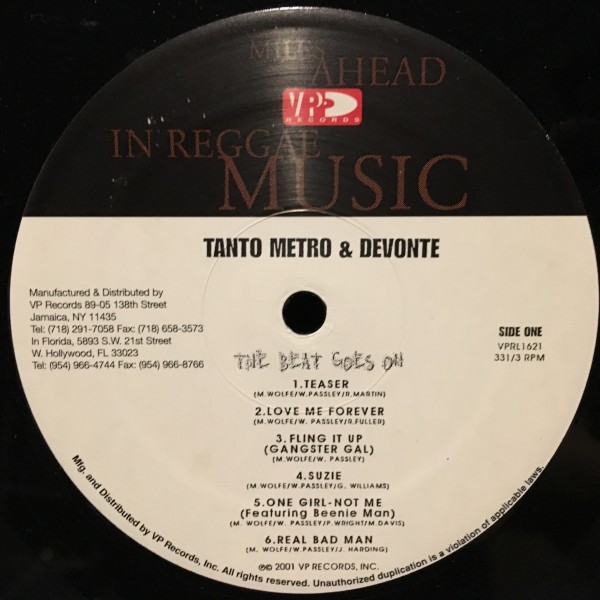 MILES
AHEAD
VP
RECORDS
IN REGGAE
MUSIC
TANTO METRO & DEVONTE
Manufactured & Distributed by
VP Records 89-05 138th Street
Jamaica, NY 11435
Tel: (718) 291-7058 Fax: (718) 658-3573
In Florida, 5893 S.W. 21st Street
W. Hollywood, FL 33023
Tel: (954) 966-4744 Fax: (954) 966-8766
SIDE ONE
VPRL1621
331/3 RPM
THE BEAT GOES ON
1.TEASER
(M.WOLFE/W.PASSLEY/R.MARTIN)
2.LOVE ME FOREVER
(M.WOLFE/W. PASSLEY/R.FULLER)
3.FLING IT UP
(GANGSTER GAL)
(M.WOLFE/W. PASSLEY)
4.SUZIE
(M.WOLFE/W.PASSLEY/G. WILLIAMS)
5.ONE GIRL-NOT ME
(Featuring Beenie Man)
(M. WOLFE/W. PASSLEY/P.WRIGHT/M.DAVIS)
6.REAL BAD MAN
(M. WOLFE/W.PASSLEY/J. HARDING)
℗© 2001 VP RECORDS, INC.
Mfg. and Distributed by VP Records, Inc. All rights reserved. Unauthorized duplication is a violation of applicable laws.